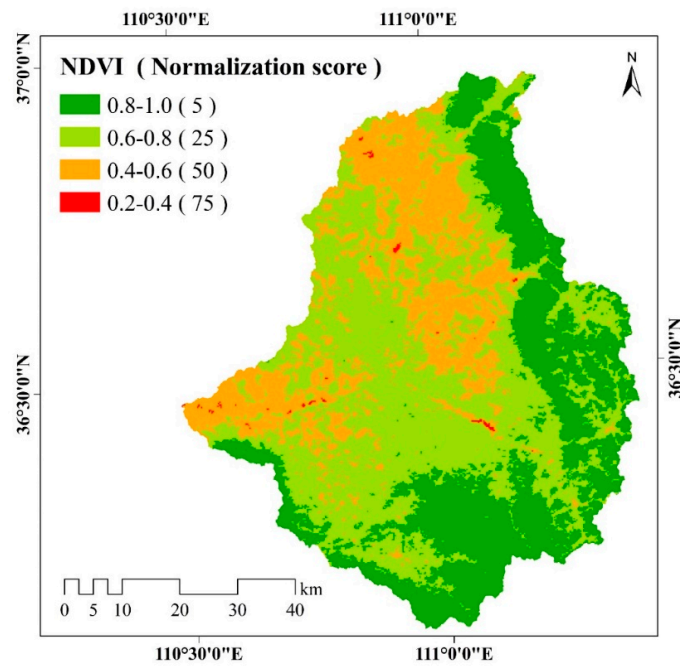 110°30'0"E 111°0'0"E
37°0'0"N
N
NDVI ( Normalization score )
0.8-1.0 ( 5 )
0.6-0.8 ( 25 )
0.4-0.6 ( 50 )
0.2-0.4 ( 75 )
36°30'0"N
36°30'0"N
km
0 5 10 20 30 40
110°30'0"E 111°0'0"E